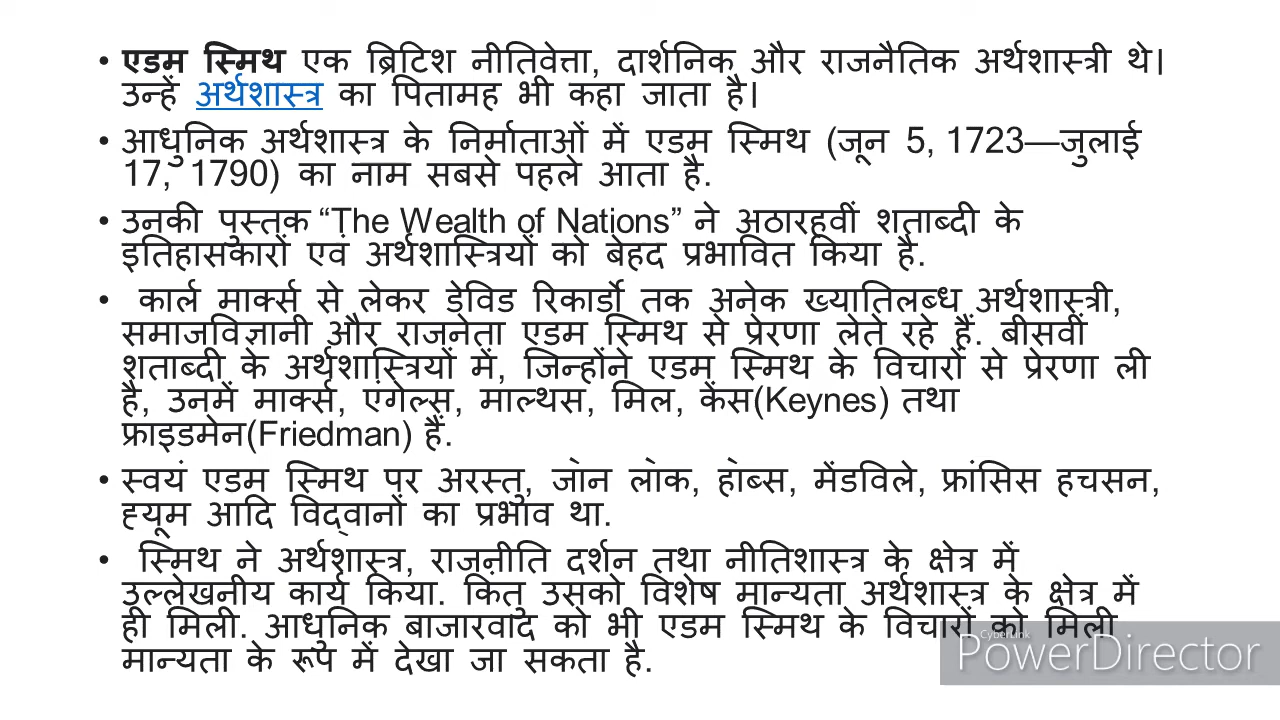 • एडम स्मिथ एक ब्रिटिश नीतिवेत्ता, दार्शनिक और राजनैतिक अर्थशास्त्री थे।
उन्हें अर्थशास्त्र का पितामह भी कहा जाता है।
• आधुनिक अर्थशास्त्र के निर्माताओं में एडम स्मिथ (जून 5, 1723—जुलाई
17, 1790) का नाम सबसे पहले आता है.
• उनकी पुस्तक “The Wealth of Nations” ने अठारहवीं शताब्दी के
इतिहासकारों एवं अर्थशास्त्रियों को बेहद प्रभावित किया है.
• कार्ल मार्क्स से लेकर डेविड रिकार्डो तक अनेक ख्यातिलब्ध अर्थशास्त्री,
समाजविज्ञानी और राजनेता एडम स्मिथ से प्रेरणा लेते रहे हैं. बीसवीं
शताब्दी के अर्थशास्त्रियों में, जिन्होंने एडम स्मिथ के विचारों से प्रेरणा ली
है, उनमें मार्क्स, एंगेल्स, माल्थस, मिल, केंस(Keynes) तथा
फ्राइडमेन(Friedman) हैं.
• स्वयं एडम स्मिथ पर अरस्तु, जॉन लॉक, हॉब्स, मेंडविले, फ्रांसिस हचसन,
ह्यूम आदि विद्वानों का प्रभाव था.
• स्मिथ ने अर्थशास्त्र, राजनीति दर्शन तथा नीतिशास्त्र के क्षेत्र में
उल्लेखनीय कार्य किया. किंतु उसको विशेष मान्यता अर्थशास्त्र के क्षेत्र में
ही मिली. आधुनिक बाजारवाद को भी एडम स्मिथ के विचारों को मिली
मान्यता के रूप में देखा जा सकता है.
CyberLink
PowerDirector